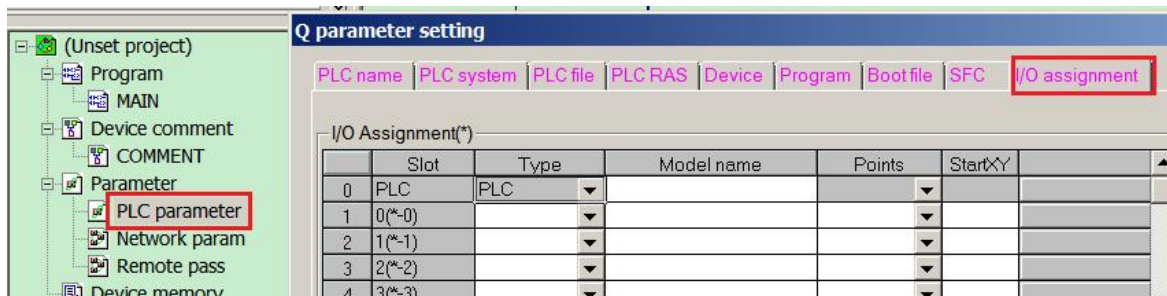 (Unset project)
Program
MAIN
Device comment
COMMENT
Parameter
PLC parameter
Network param
Remote pass
Device memory
Q parameter setting
PLC name PLC system PLC file PLC RAS Device Program Boot file SFC I/O assignment
I/O Assignment(*)
Slot Type Model name Points StartXY
0 PLC PLC
1 0(*-0)
2 1(*-1)
3 2(*-2)
4 3(*-3)